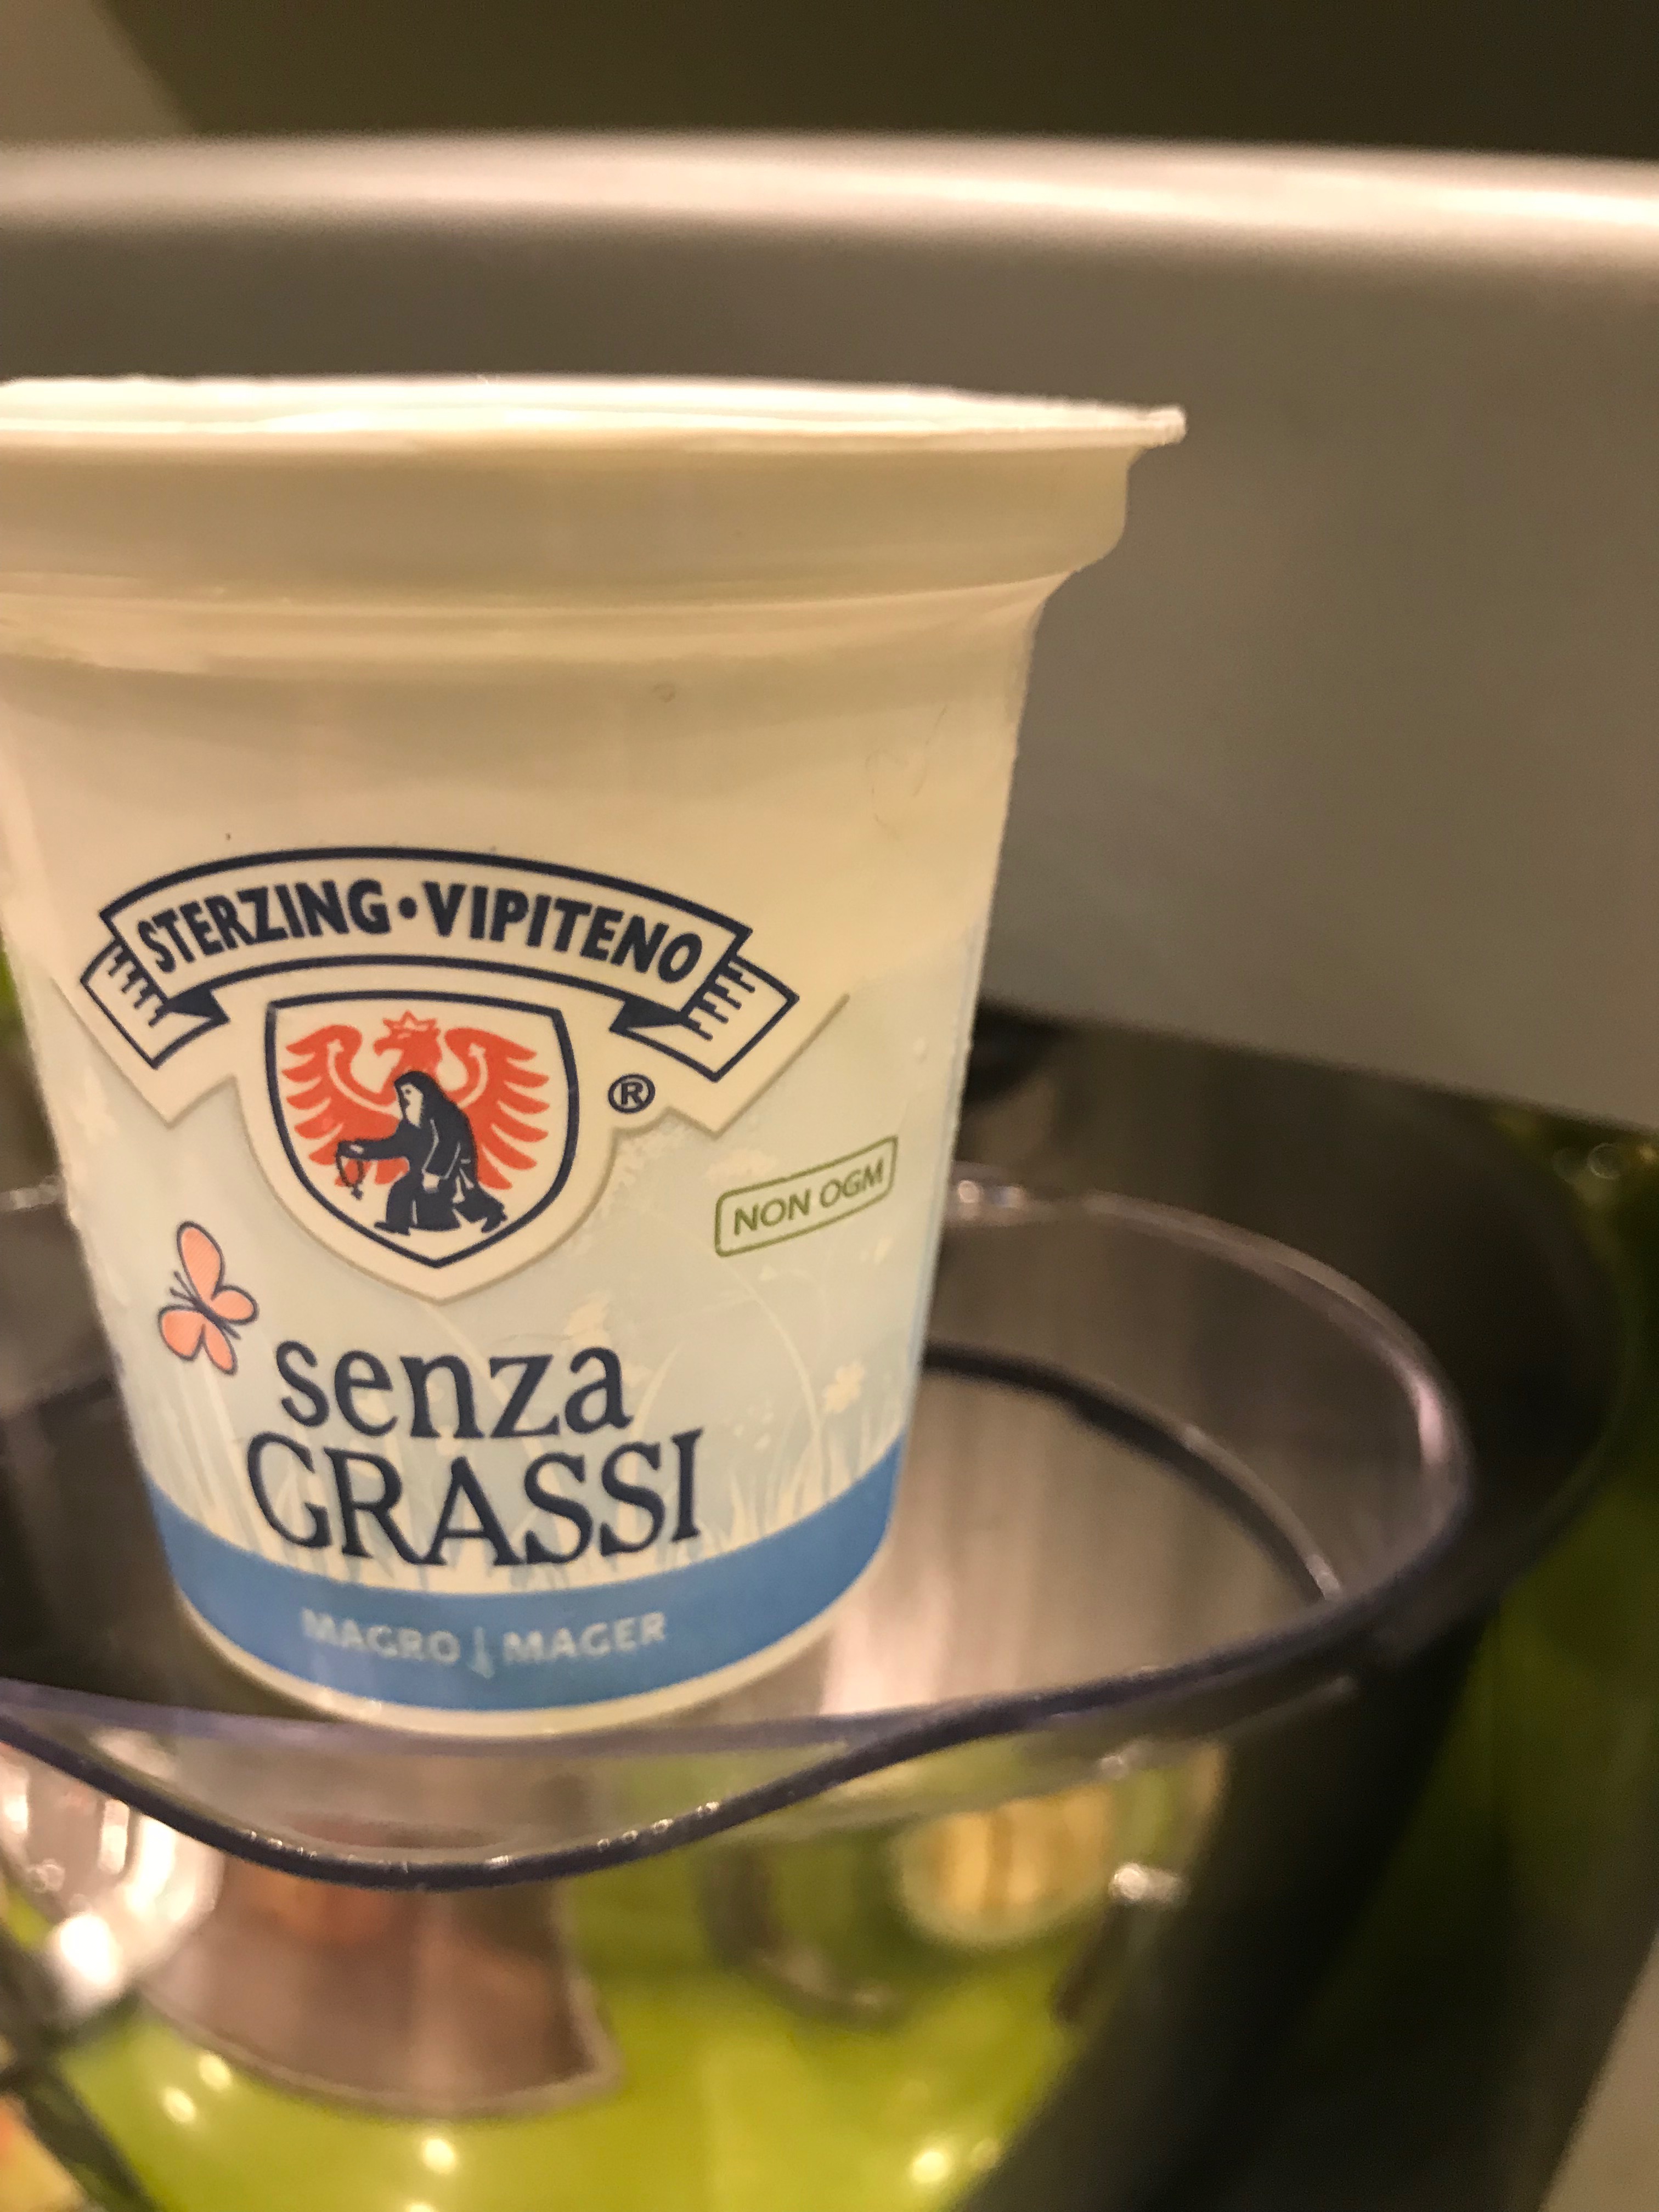 STERZING • VIPITENO
®
NON OGM
senza
GRASSI
MAGRO | MAGER